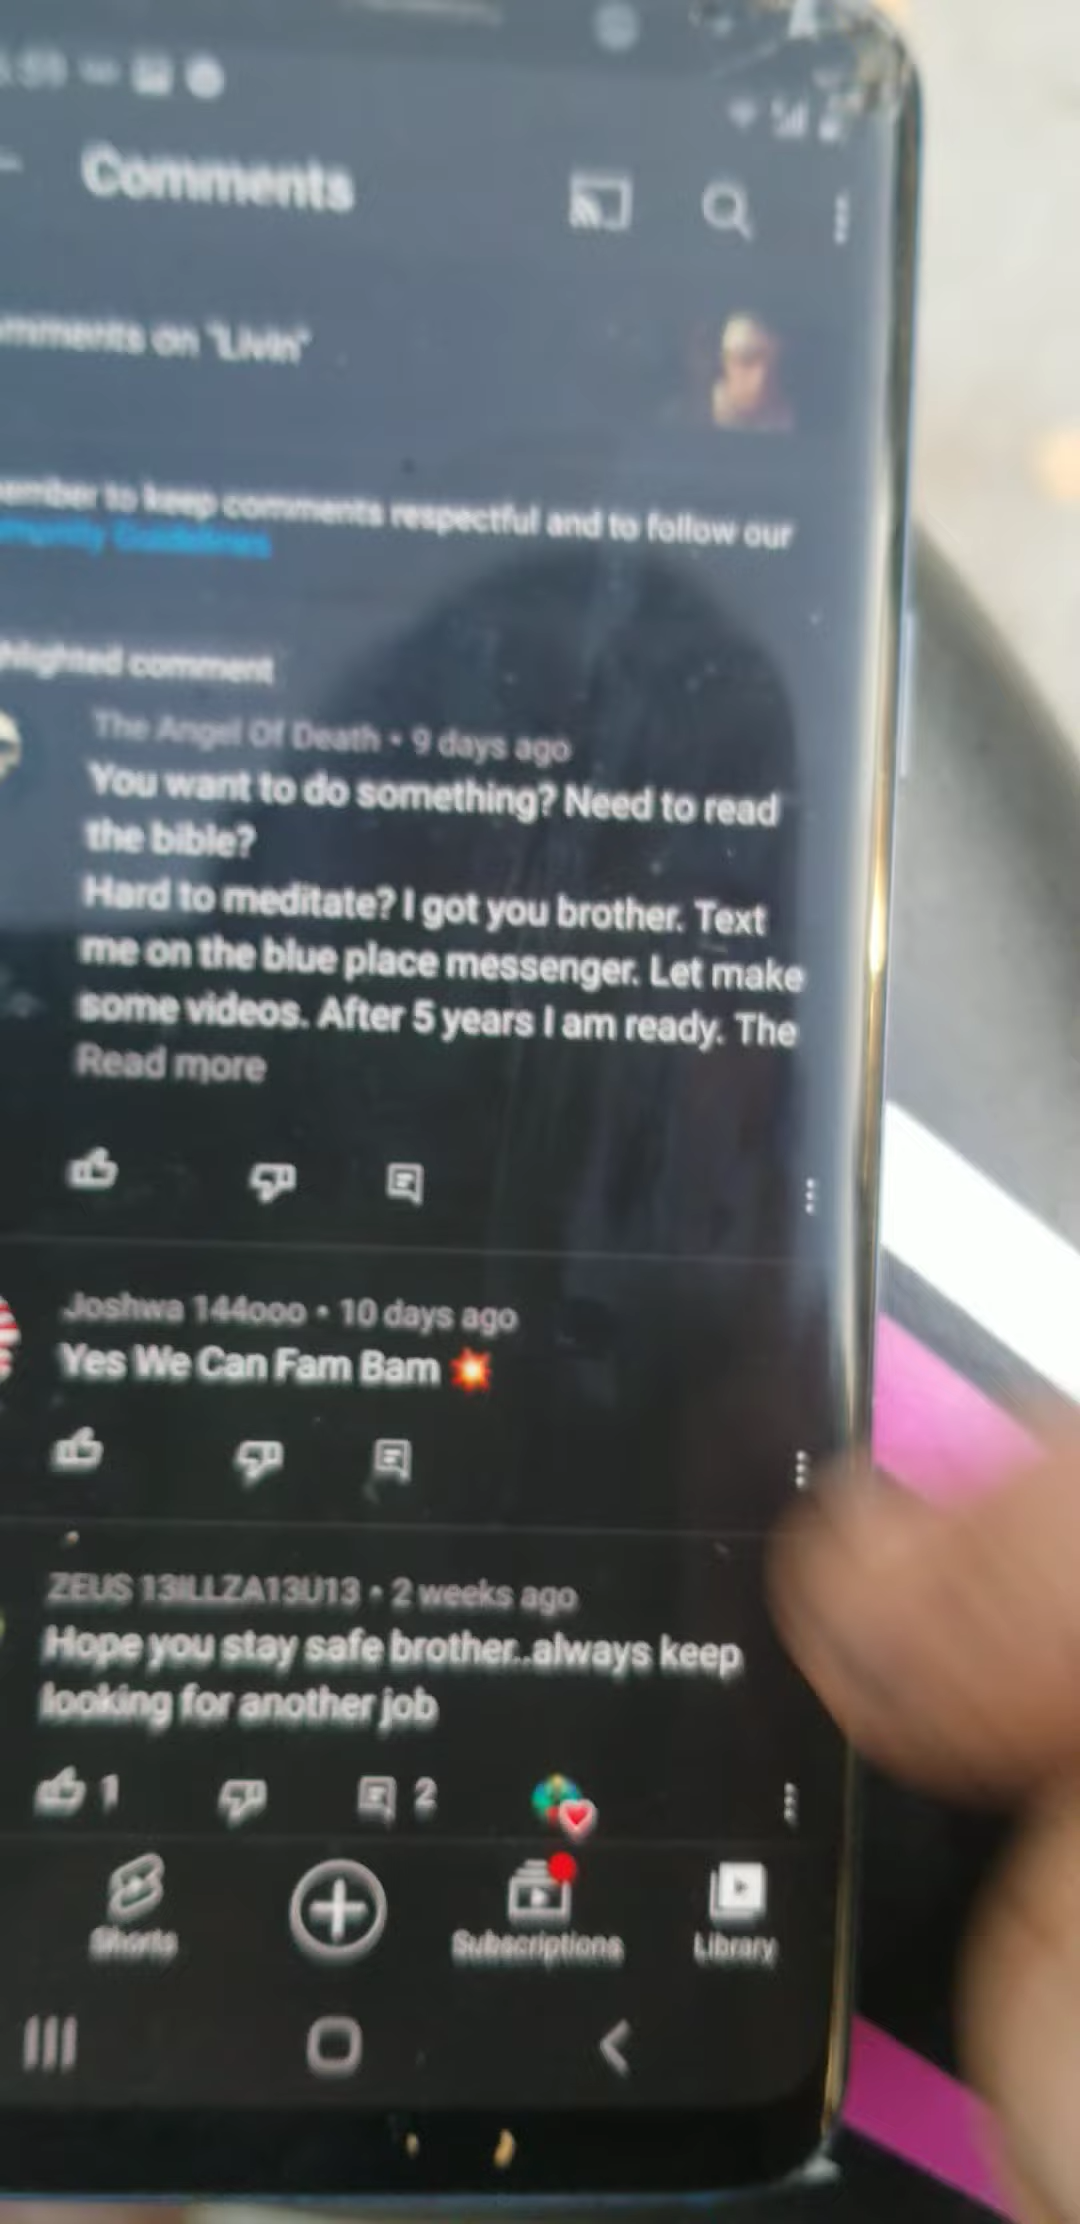 Comments
on "Livin"
to keep comments respectful and to follow our
Guidelines
comment
The Angel Of Death • 9 days ago
You want to do something? Need to read
the bible?
Hard to meditate? I got you brother. Text
me on the blue place messenger. Let make
some videos. After 5 years I am ready. The
Read more
Joshwa 144ooo • 10 days ago
Yes We Can Fam Bam 💥
ZEUS 13ILLZA13U13 • 2 weeks ago
Hope you stay safe brother..always keep
looking for another job
1 2
Shorts Subscriptions Library